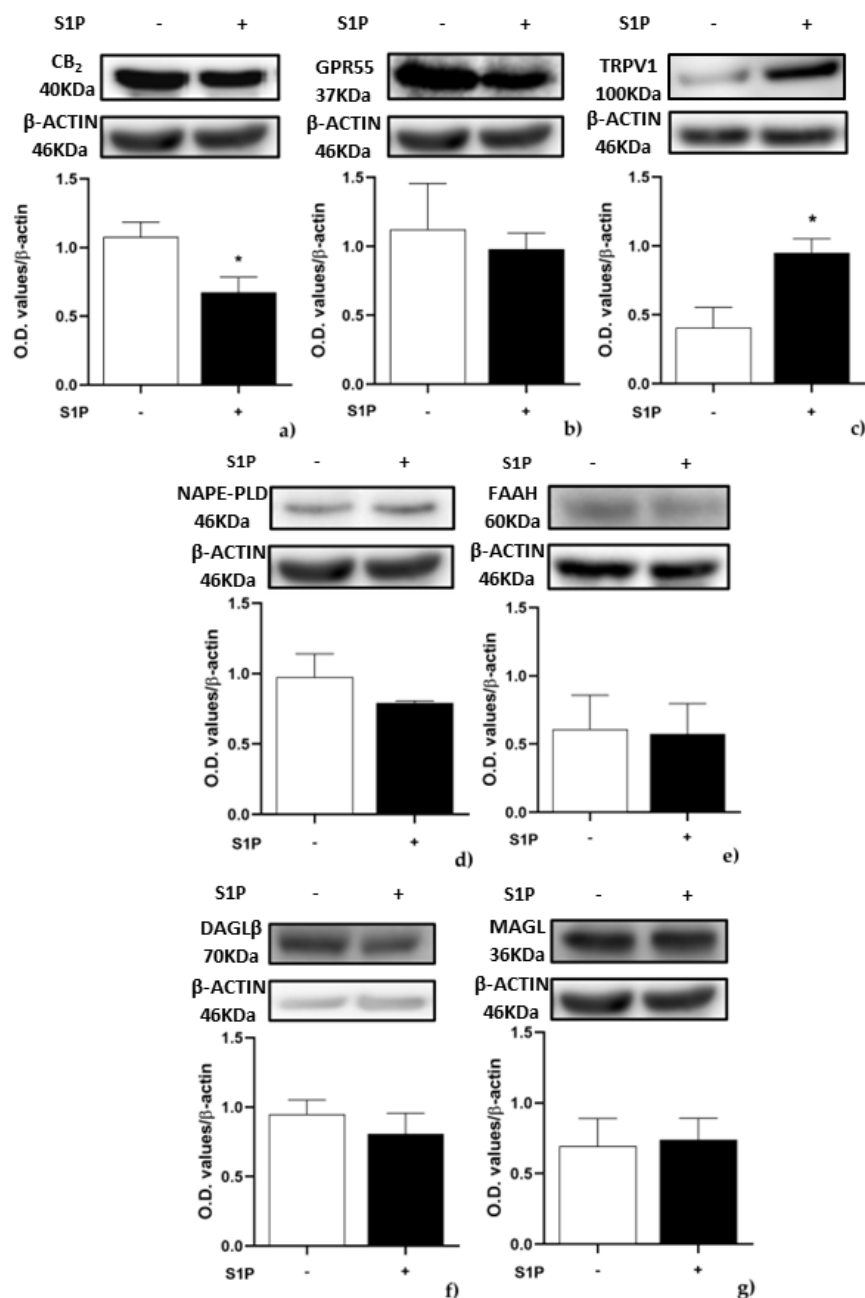 S1P - +
CB2
40KDa
β-ACTIN
46KDa
1.5
1.0
0.5
0.0
O.D. values/β-actin
*
S1P - +
a)
S1P - +
GPR55
37KDa
β-ACTIN
46KDa
1.5
1.0
0.5
0.0
O.D. values/β-actin
S1P - +
b)
S1P - +
TRPV1
100KDa
β-ACTIN
46KDa
1.5
1.0
0.5
0.0
O.D. values/β-actin
*
S1P - +
c)
S1P - +
NAPE-PLD
46KDa
β-ACTIN
46KDa
1.5
1.0
0.5
0.0
O.D. values/β-actin
S1P - +
d)
S1P - +
FAAH
60KDa
β-ACTIN
46KDa
1.5
1.0
0.5
0.0
O.D. values/β-actin
S1P - +
e)
S1P - +
DAGLβ
70KDa
β-ACTIN
46KDa
1.5
1.0
0.5
0.0
O.D. values/β-actin
S1P - +
f)
S1P - +
MAGL
36KDa
β-ACTIN
46KDa
1.5
1.0
0.5
0.0
O.D. values/β-actin
S1P - +
g)